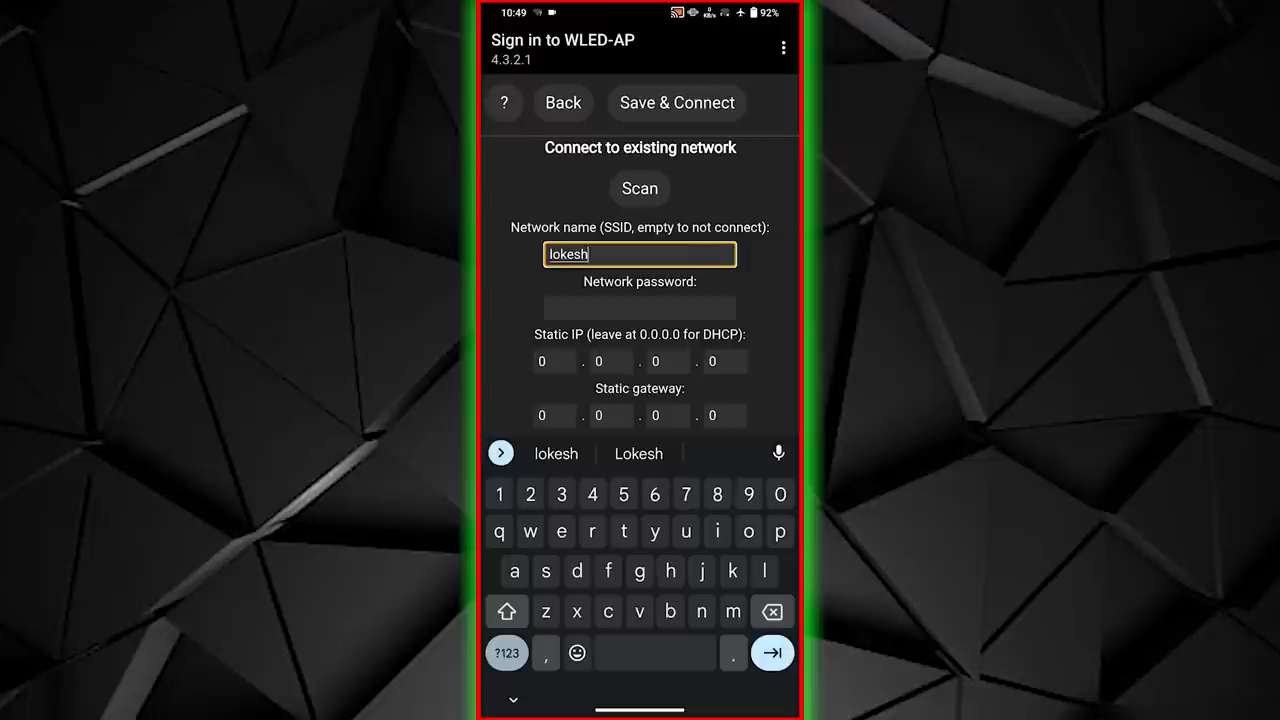 10:49 0 KB/s 92%
Sign in to WLED-AP
4.3.2.1
? Back Save & Connect
Connect to existing network
Scan
Network name (SSID, empty to not connect):
lokesh
Network password:
Static IP (leave at 0.0.0.0 for DHCP):
0 . 0 . 0 . 0
Static gateway:
0 . 0 . 0 . 0
lokesh Lokesh
1 2 3 4 5 6 7 8 9 0
q w e r t y u i o p
a s d f g h j k l
z x c v b n m
?123 , .